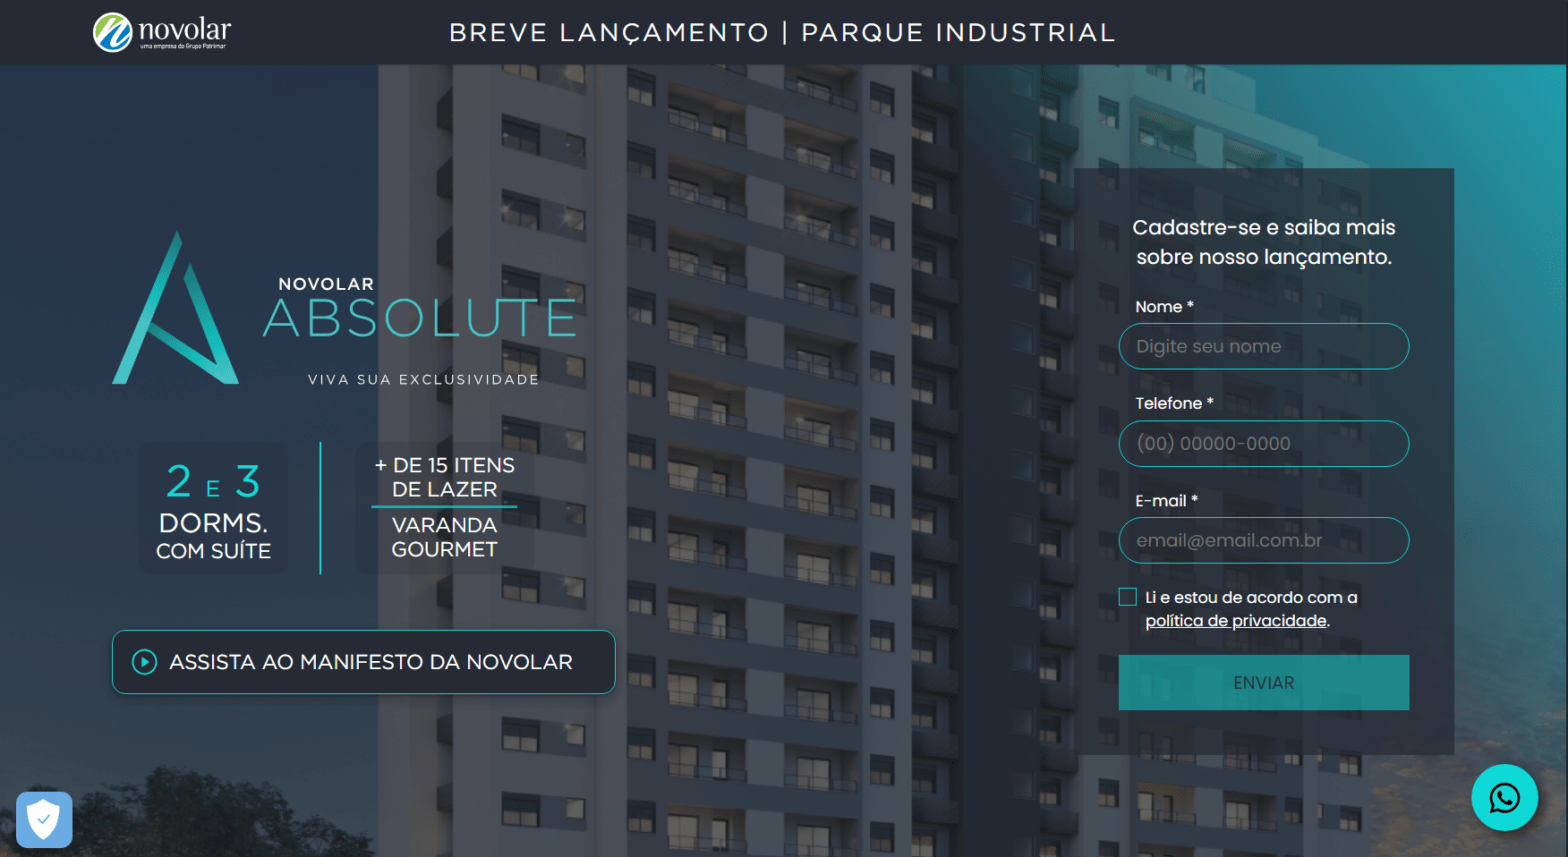 novolar
uma empresa do Grupo Patrimar
BREVE LANÇAMENTO | PARQUE INDUSTRIAL
NOVOLAR
ABSOLUTE
VIVA SUA EXCLUSIVIDADE
2 E 3
DORMS.
COM SUÍTE
+ DE 15 ITENS
DE LAZER
VARANDA
GOURMET
ASSISTA AO MANIFESTO DA NOVOLAR
Cadastre-se e saiba mais
sobre nosso lançamento.
Nome *
Digite seu nome
Telefone *
(00) 00000-0000
E-mail *
email@email.com.br
Li e estou de acordo com a
política de privacidade.
ENVIAR